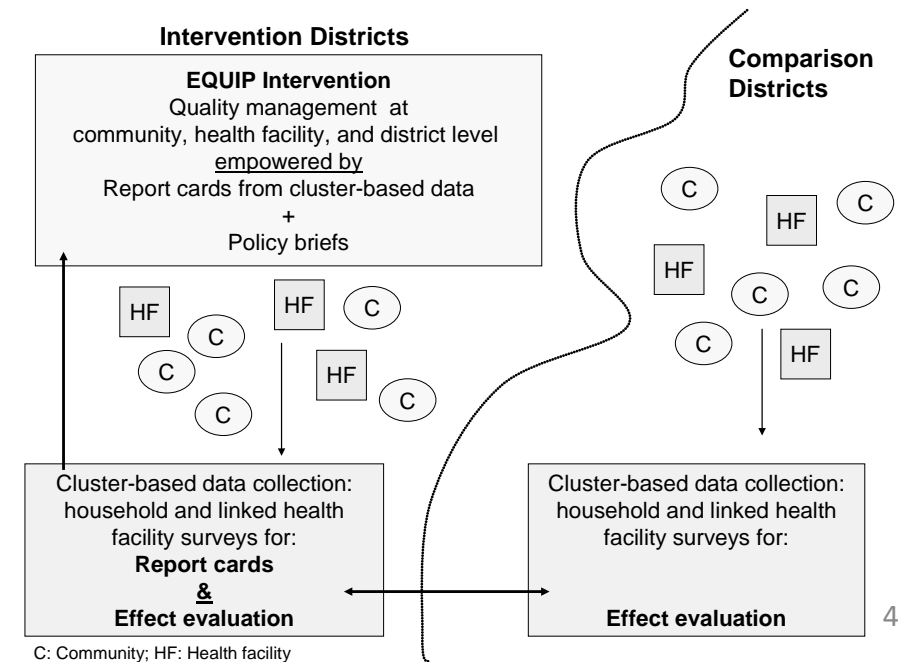 Intervention Districts
EQUIP Intervention
Quality management at
community, health facility, and district level
empowered by
Report cards from cluster-based data
+
Policy briefs
Comparison
Districts
C
C
HF
HF
C
C
C
HF
HF
HF
C
C
C
HF
C
C
Cluster-based data collection:
household and linked health
facility surveys for:
Report cards
&
Effect evaluation
Cluster-based data collection:
household and linked health
facility surveys for:
Effect evaluation
4
C: Community; HF: Health facility